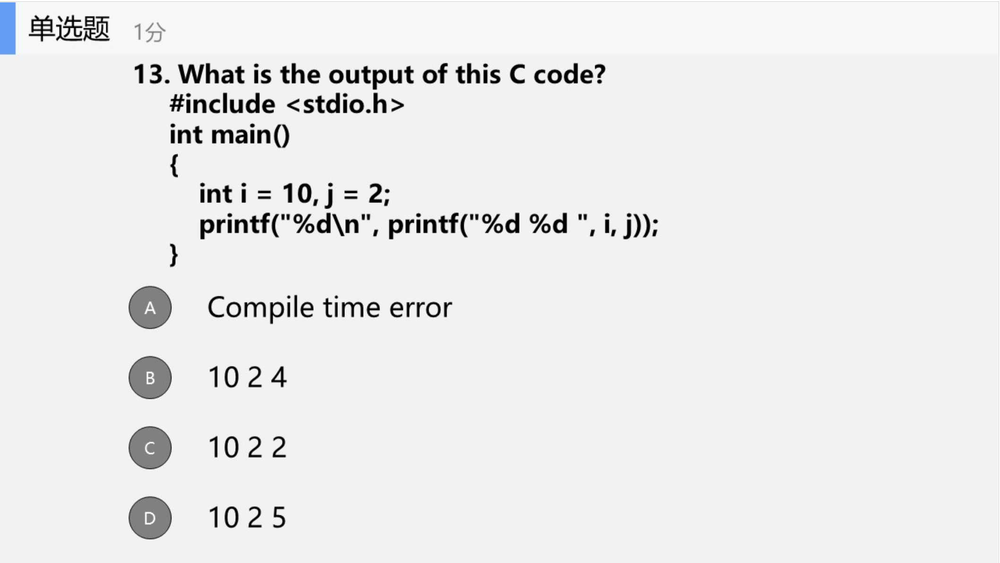 单选题 1分
13. What is the output of this C code?
#include <stdio.h>
int main()
{
int i = 10, j = 2;
printf("%d\n", printf("%d %d ", i, j));
}
A Compile time error
B 10 2 4
C 10 2 2
D 10 2 5